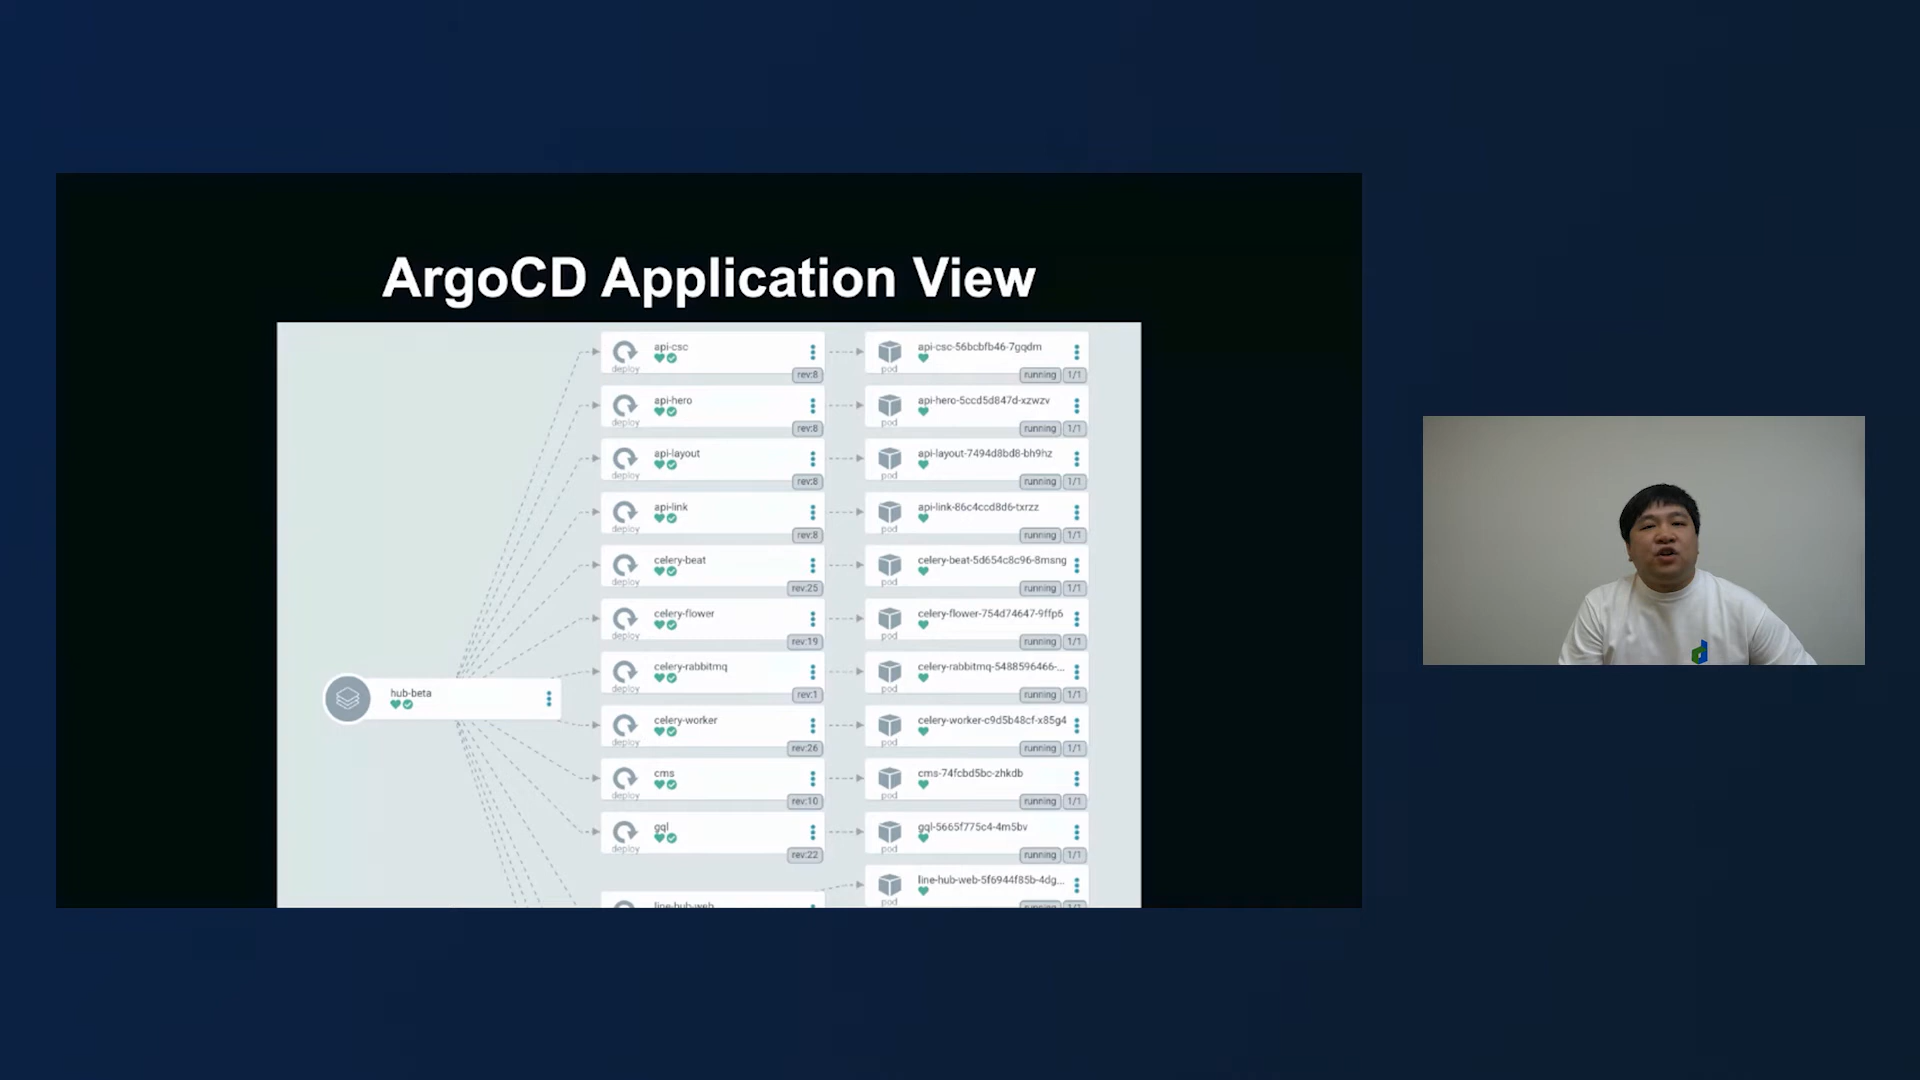 ArgoCD Application View
api-csc
deploy
rev:8
api-csc-56bcbfb46-7gqdm
pod
running 1/1
api-hero
deploy
rev:8
api-hero-5ccd5d847d-xzwzv
pod
running 1/1
api-layout
deploy
rev:8
api-layout-7494d8bd8-bh9hz
pod
running 1/1
api-link
deploy
rev:8
api-link-86c4ccd8d6-txrzz
pod
running 1/1
celery-beat
deploy
rev:25
celery-beat-5d654c8c96-8msng
pod
running 1/1
celery-flower
deploy
rev:19
celery-flower-754d74647-9ffp6
pod
running 1/1
celery-rabbitmq
deploy
rev:1
celery-rabbitmq-5488596466-...
pod
running 1/1
hub-beta
celery-worker
deploy
rev:26
celery-worker-c9d5b48cf-x85g4
pod
running 1/1
cms
deploy
rev:10
cms-74fcbd5bc-zhkdb
pod
running 1/1
gql
deploy
rev:22
gql-5665f775c4-4m5bv
pod
running 1/1
line-hub-web
line-hub-web-5f6944f85b-4dg...
pod
running 1/1